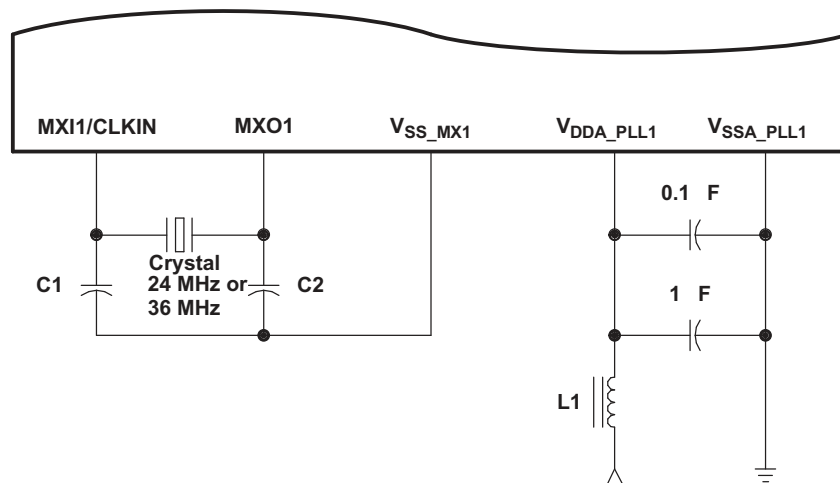 MXI1/CLKIN
MXO1
VSS_MX1
VDDA_PLL1
VSSA_PLL1
0.1 F
C1
Crystal
24 MHz or
36 MHz
C2
1 F
L1